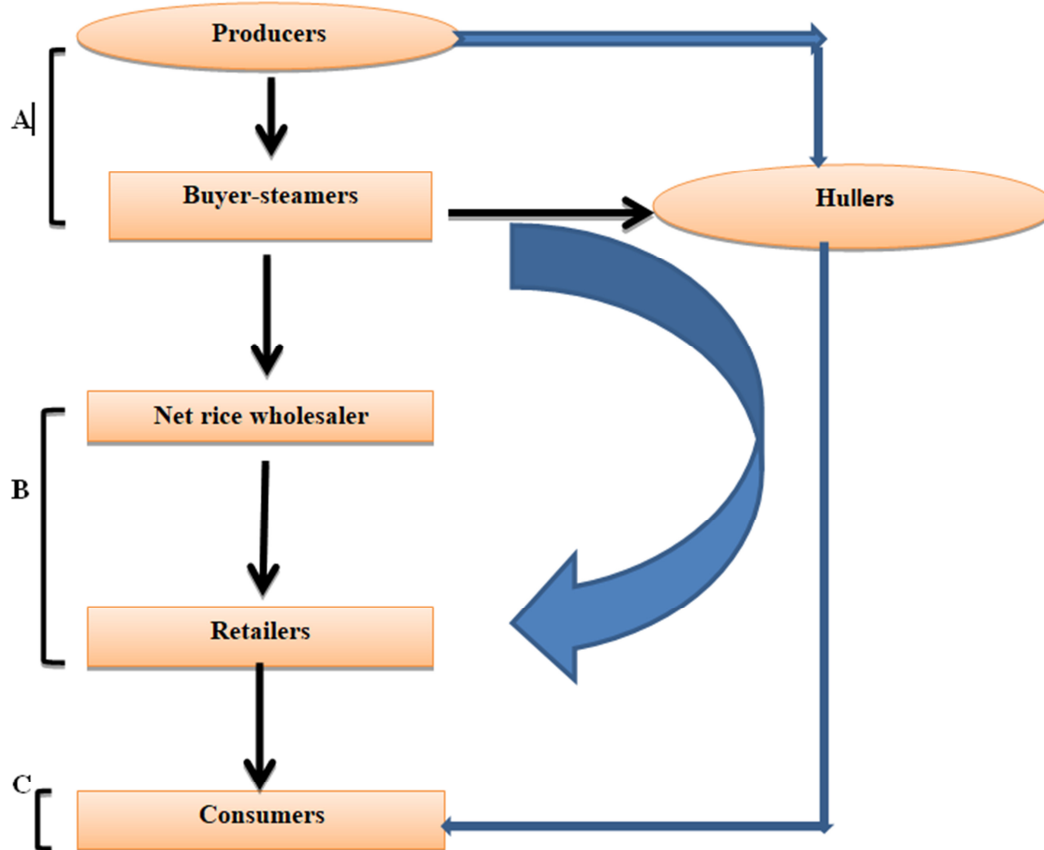 Producers
A
Buyer-steamers
Hullers
Net rice wholesaler
B
Retailers
C
Consumers